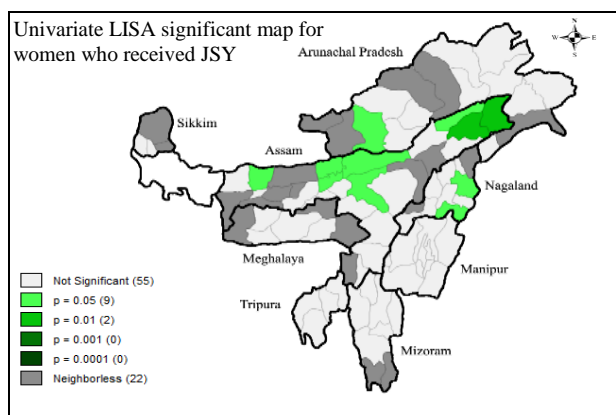 Univariate LISA significant map for
women who received JSY
N
W E
S
Arunachal Pradesh
Sikkim
Assam
Nagaland
Meghalaya
Manipur
Tripura
Mizoram
Not Significant (55)
p = 0.05 (9)
p = 0.01 (2)
p = 0.001 (0)
p = 0.0001 (0)
Neighborless (22)